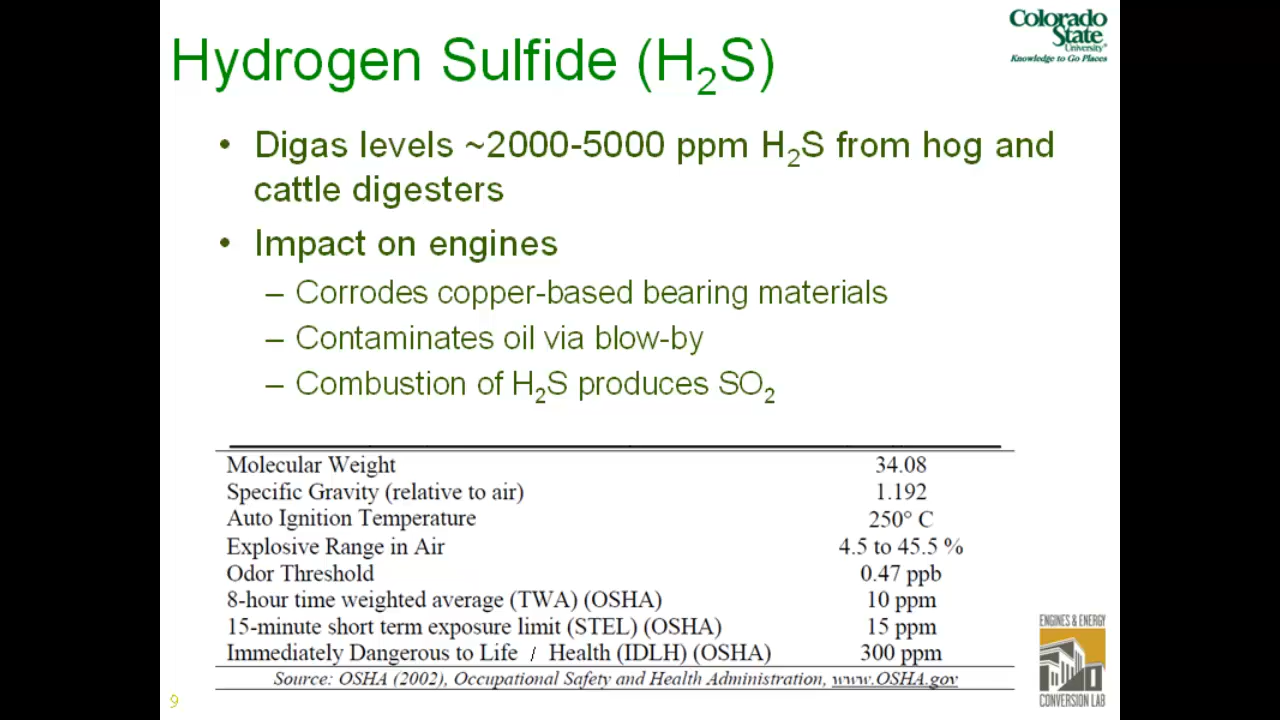 Colorado
State
University
Knowledge to Go Places
Hydrogen Sulfide (H₂S)
• Digas levels ~2000-5000 ppm H₂S from hog and
cattle digesters
• Impact on engines
– Corrodes copper-based bearing materials
– Contaminates oil via blow-by
– Combustion of H₂S produces SO₂
Molecular Weight 34.08
Specific Gravity (relative to air) 1.192
Auto Ignition Temperature 250° C
Explosive Range in Air 4.5 to 45.5 %
Odor Threshold 0.47 ppb
8-hour time weighted average (TWA) (OSHA) 10 ppm
15-minute short term exposure limit (STEL) (OSHA) 15 ppm
Immediately Dangerous to Life / Health (IDLH) (OSHA) 300 ppm
Source: OSHA (2002), Occupational Safety and Health Administration, www.OSHA.gov
ENGINES & ENERGY
CONVERSION LAB
9